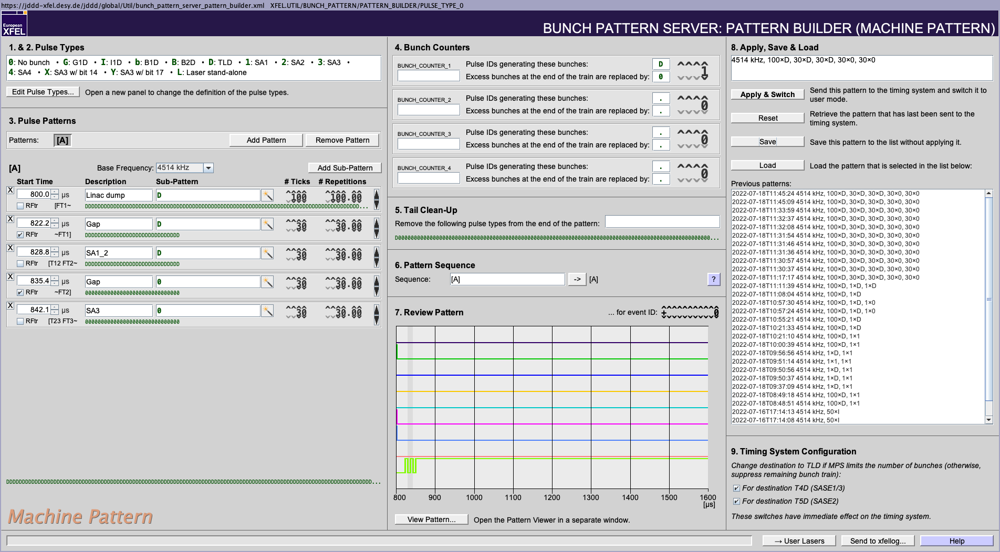 https://jddd-xfel.desy.de/jddd/global/Util/bunch_pattern_server_pattern_builder.xml XFEL.UTIL/BUNCH_PATTERN/PATTERN_BUILDER/PULSE_TYPE_0
European
XFEL
BUNCH PATTERN SERVER: PATTERN BUILDER (MACHINE PATTERN)
1. & 2. Pulse Types
0: No bunch • G: G1D • I: I1D • b: B1D • B: B2D • D: TLD • 1: SA1 • 2: SA2 • 3: SA3 •
4: SA4 • X: SA3 w/ bit 14 • Y: SA3 w/ bit 17 • L: Laser stand-alone
Edit Pulse Types... Open a new panel to change the definition of the pulse types.
3. Pulse Patterns
Patterns: [A] Add Pattern Remove Pattern
[A] Base Frequency: 4514 kHz Add Sub-Pattern
Start Time Description Sub-Pattern # Ticks # Repetitions
X 800.0 µs Linac dump D 100 100.00
RFtr [FT1~
X 822.2 µs Gap D 30 30.00
RFtr ~FT1] DDDDDDDDDDDDDDDDDDDDDDDDDDDDDD
X 828.8 µs SA1_2 D 30 30.00
RFtr [T12 FT2~ DDDDDDDDDDDDDDDDDDDDDDDDDDDDDD
X 835.4 µs Gap 0 30 30.00
RFtr ~FT2] 000000000000000000000000000000
X 842.1 µs SA3 0 30 30.00
RFtr [T23 FT3~ 000000000000000000000000000000
Machine Pattern
4. Bunch Counters
BUNCH_COUNTER_1 Pulse IDs generating these bunches: D
Excess bunches at the end of the train are replaced by: 0 1
BUNCH_COUNTER_2 Pulse IDs generating these bunches: .
Excess bunches at the end of the train are replaced by: . 0
BUNCH_COUNTER_3 Pulse IDs generating these bunches: .
Excess bunches at the end of the train are replaced by: . 0
BUNCH_COUNTER_4 Pulse IDs generating these bunches: .
Excess bunches at the end of the train are replaced by: . 0
5. Tail Clean-Up
Remove the following pulse types from the end of the pattern:
6. Pattern Sequence
Sequence: [A] -> [A] ?
7. Review Pattern ... for event ID: + 0
800 900 1000 1100 1200 1300 1400 1500 1600
[µs]
View Pattern... Open the Pattern Viewer in a separate window.
8. Apply, Save & Load
4514 kHz, 100×D, 30×D, 30×D, 30×0, 30×0
Apply & Switch Send this pattern to the timing system and switch it to
user mode.
Reset Retrieve the pattern that has last been sent to the
timing system.
Save Save this pattern to the list without applying it.
Load Load the pattern that is selected in the list below:
Previous patterns:
2022-07-18T11:45:24 4514 kHz, 100×D, 30×D, 30×D, 30×0, 30×0
2022-07-18T11:45:09 4514 kHz, 100×D, 30×D, 30×D, 30×0, 30×0
2022-07-18T11:33:59 4514 kHz, 100×D, 30×D, 30×D, 30×0, 30×0
2022-07-18T11:32:37 4514 kHz, 100×D, 30×D, 30×D, 30×0, 30×0
2022-07-18T11:32:08 4514 kHz, 100×D, 30×D, 30×D, 30×0, 30×0
2022-07-18T11:31:54 4514 kHz, 100×D, 30×D, 30×D, 30×0, 30×0
2022-07-18T11:31:46 4514 kHz, 100×D, 30×D, 30×D, 30×0, 30×0
2022-07-18T11:31:36 4514 kHz, 100×D, 30×D, 30×D, 30×0, 30×0
2022-07-18T11:30:57 4514 kHz, 100×D, 30×D, 30×D, 30×0, 30×0
2022-07-18T11:30:37 4514 kHz, 100×D, 30×D, 30×D, 30×0, 30×0
2022-07-18T11:17:17 4514 kHz, 100×D, 30×D, 30×D, 30×0, 30×0
2022-07-18T11:11:39 4514 kHz, 100×D, 1×D, 1×D
2022-07-18T11:08:04 4514 kHz, 100×D, 1×D
2022-07-18T10:57:30 4514 kHz, 100×D, 1×D, 1×0
2022-07-18T10:57:24 4514 kHz, 100×D, 1×D, 1×0
2022-07-18T10:55:21 4514 kHz, 100×D, 1×D
2022-07-18T10:21:33 4514 kHz, 100×D, 1×D
2022-07-18T10:21:10 4514 kHz, 100×D, 1×1
2022-07-18T10:00:39 4514 kHz, 100×D, 1×1
2022-07-18T09:56:56 4514 kHz, 1×D, 1×1
2022-07-18T09:51:14 4514 kHz, 1×1, 1×1
2022-07-18T09:50:56 4514 kHz, 1×D, 1×1
2022-07-18T09:50:37 4514 kHz, 1×D, 1×1
2022-07-18T09:37:09 4514 kHz, 1×D, 1×1
2022-07-18T08:49:18 4514 kHz, 100×D, 1×1
2022-07-18T08:48:51 4514 kHz, 100×D, 1×1
2022-07-16T17:14:13 4514 kHz, 50×I
2022-07-16T17:14:08 4514 kHz, 50×I
9. Timing System Configuration
Change destination to TLD if MPS limits the number of bunches (otherwise,
suppress remaining bunch train):
For destination T4D (SASE1/3)
For destination T5D (SASE2)
These switches have immediate effect on the timing system.
→ User Lasers Send to xfellog... Help